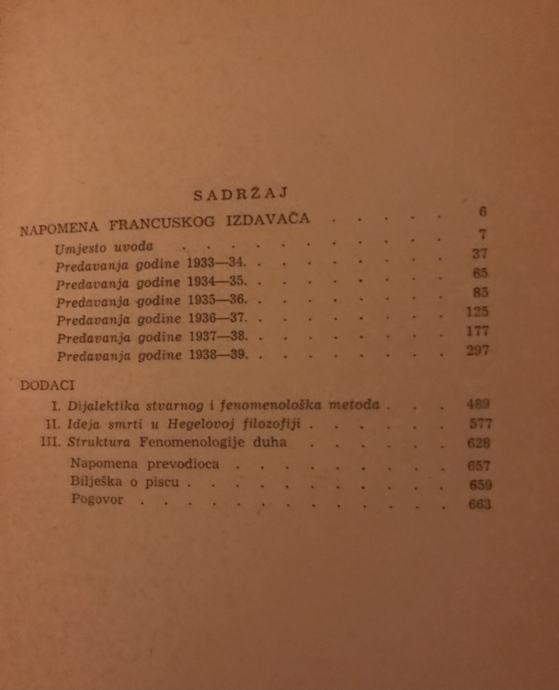 SADRŽAJ
NAPOMENA FRANCUSKOG IZDAVAČA . . . . . 6
Umjesto uvoda . . . . . . . . . . 7
Predavanja godine 1933—34. . . . . . . . 37
Predavanja godine 1934—35. . . . . . . . 65
Predavanja godine 1935—36. . . . . . . . 85
Predavanja godine 1936—37. . . . . . . . 125
Predavanja godine 1937—38. . . . . . . . 177
Predavanja godine 1938—39. . . . . . . . 297
DODACI
I. Dijalektika stvarnog i fenomenološka metoda . . . 489
II. Ideja smrti u Hegelovoj filozofiji . . . . . . 577
III. Struktura Fenomenologije duha . . . . . . 628
Napomena prevodioca . . . . . . . . . 657
Bilješka o piscu . . . . . . . . . . 659
Pogovor . . . . . . . . . . . 663